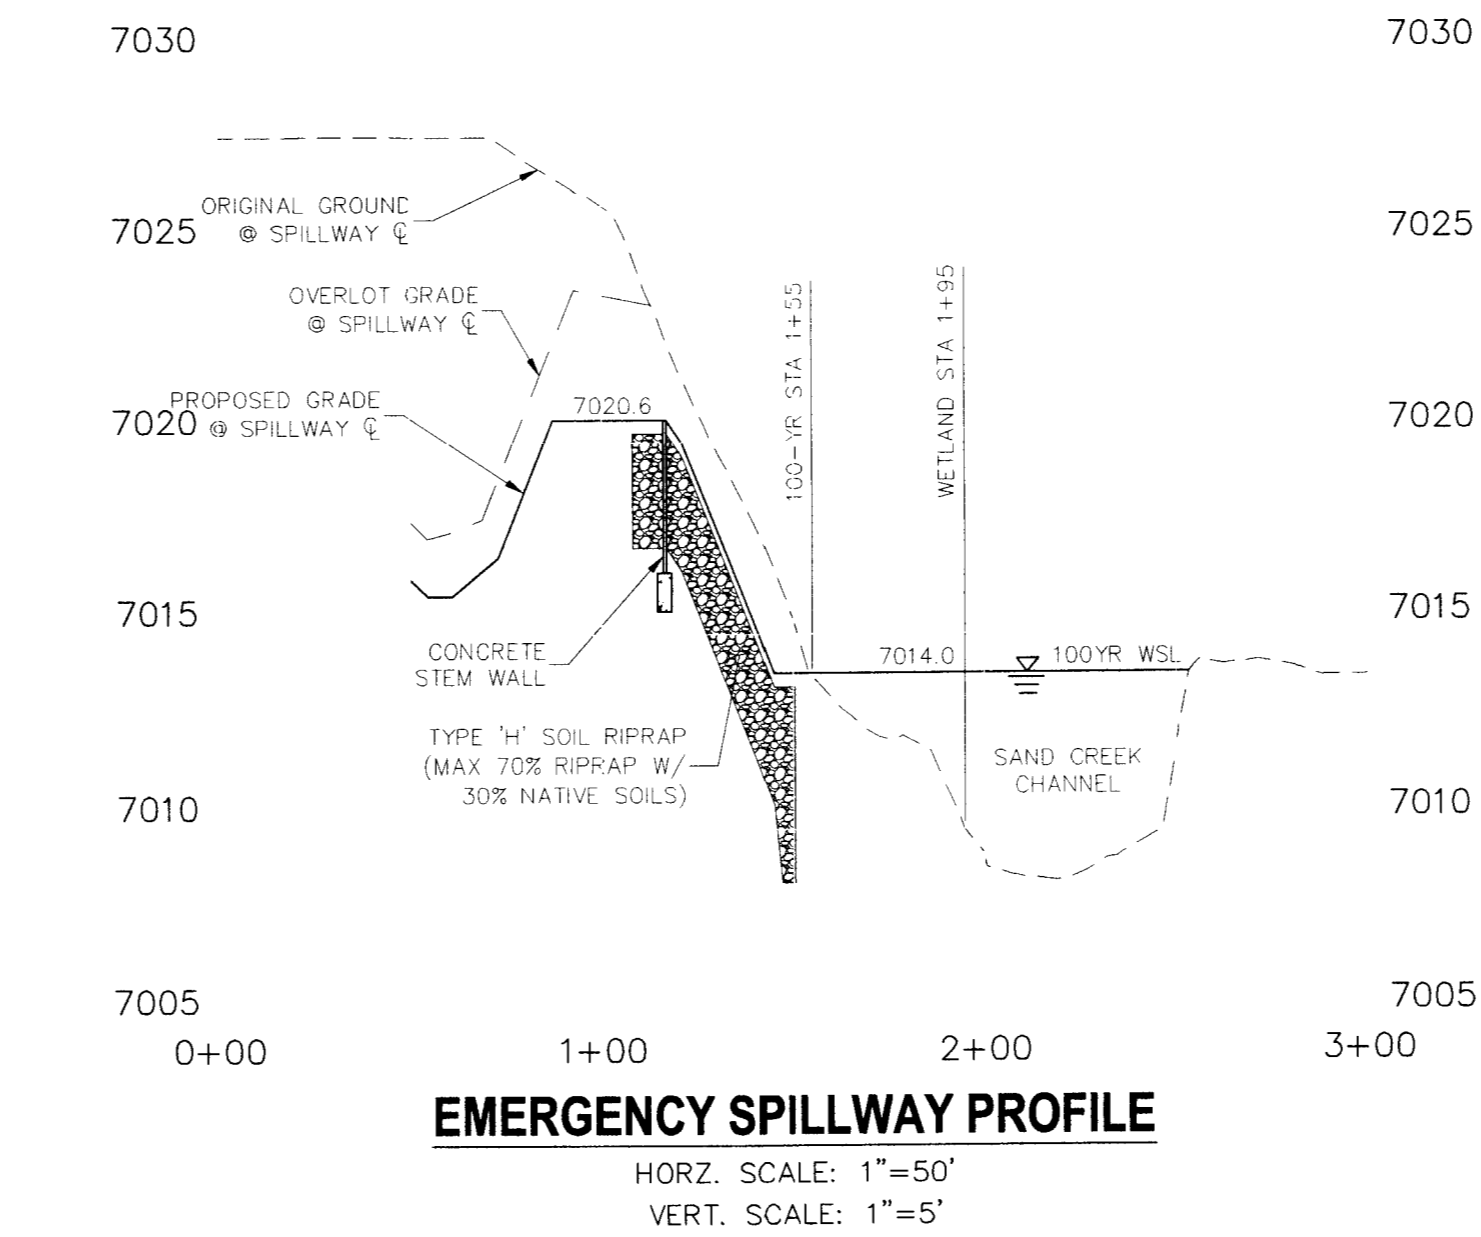 7030
7030
ORIGINAL GROUND
@ SPILLWAY ℄
7025
7025
OVERLOT GRADE
@ SPILLWAY ℄
100-YR STA 1+55
WETLAND STA 1+95
PROPOSED GRADE
@ SPILLWAY ℄
7020.6
7020
7020
7015
7015
CONCRETE
STEM WALL
7014.0
100YR WSL
TYPE 'H' SOIL RIPRAP
(MAX 70% RIPRAP W/
30% NATIVE SOILS)
SAND CREEK
CHANNEL
7010
7010
7005
7005
0+00
1+00
2+00
3+00
EMERGENCY SPILLWAY PROFILE
HORZ. SCALE: 1"=50'
VERT. SCALE: 1"=5'